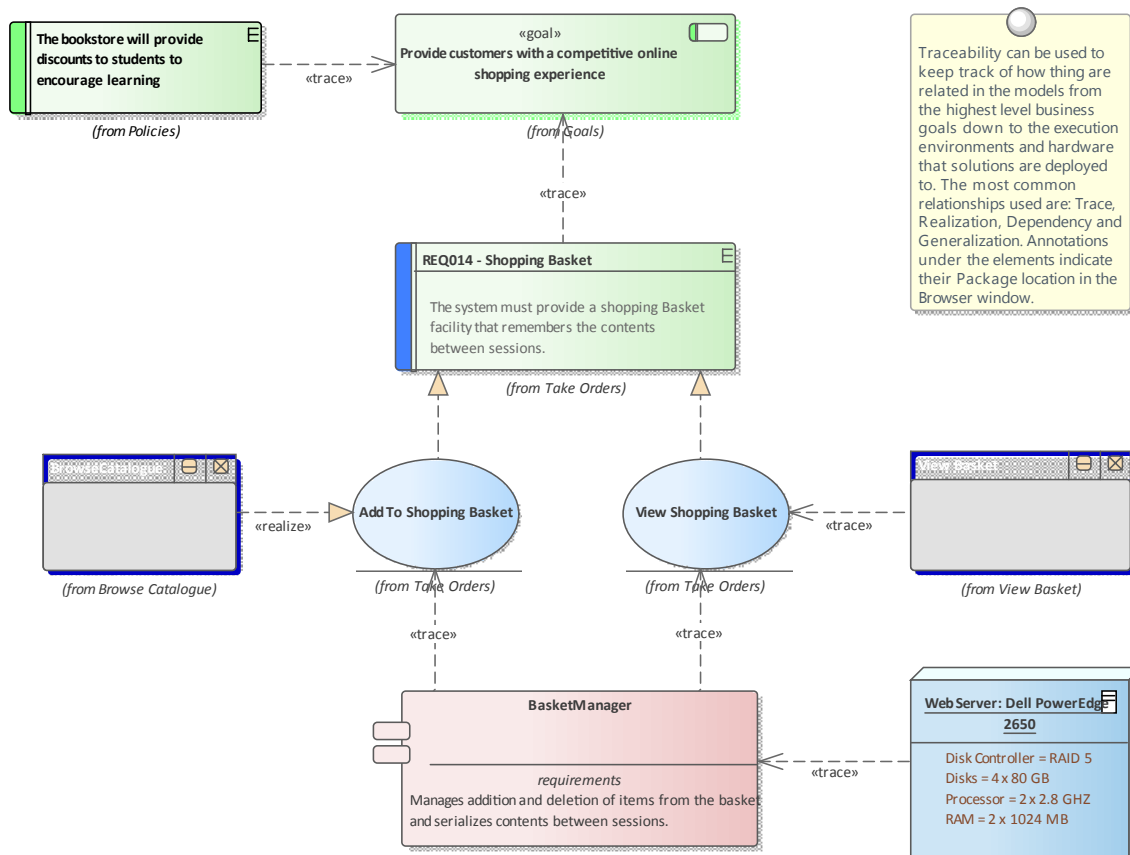 The bookstore will provide
discounts to students to
encourage learning
(from Policies)
«trace»
«goal»
Provide customers with a competitive online
shopping experience
(from Goals)
Traceability can be used to
keep track of how thing are
related in the models from
the highest level business
goals down to the execution
environments and hardware
that solutions are deployed
to. The most common
relationships used are: Trace,
Realization, Dependency and
Generalization. Annotations
under the elements indicate
their Package location in the
Browser window.
«trace»
REQ014 - Shopping Basket
The system must provide a shopping Basket
facility that remembers the contents
between sessions.
(from Take Orders)
BrowseCatalogue
(from Browse Catalogue)
«realize»
Add To Shopping Basket
(from Take Orders)
View Shopping Basket
(from Take Orders)
«trace»
View Basket
(from View Basket)
«trace»
«trace»
BasketManager
requirements
Manages addition and deletion of items from the basket
and serializes contents between sessions.
«trace»
Web Server: Dell PowerEdge
2650
Disk Controller = RAID 5
Disks = 4 x 80 GB
Processor = 2 x 2.8 GHZ
RAM = 2 x 1024 MB